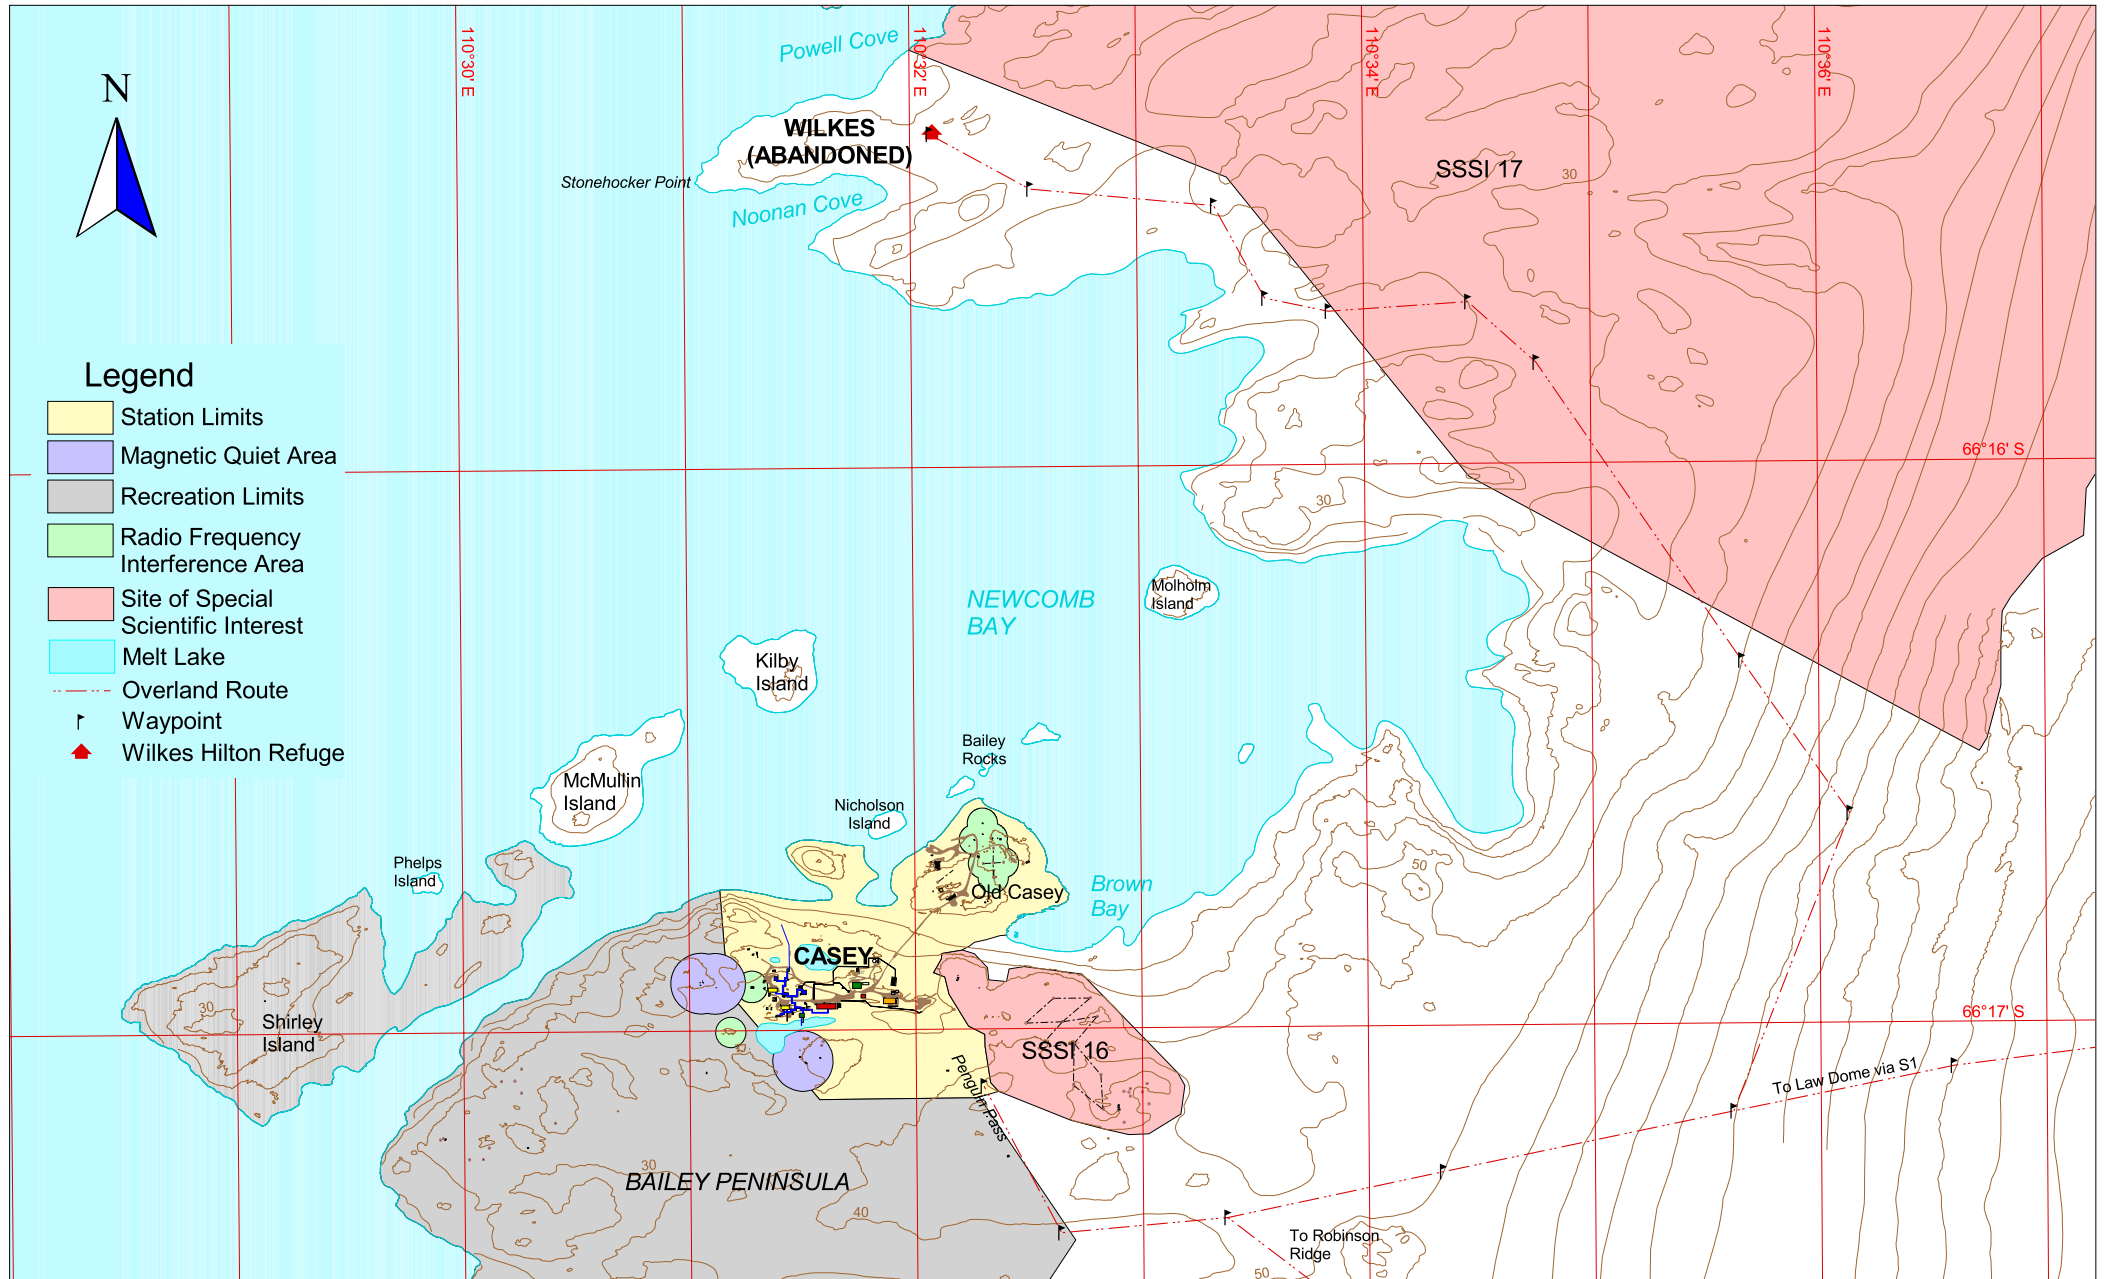 Powell Cove
110°30' E
110°32' E
110°34' E
110°36' E
N
WILKES
(ABANDONED)
SSSI 17
30
Stonehocker Point
Noonan Cove
Legend
Station Limits
Magnetic Quiet Area
Recreation Limits
Radio Frequency
Interference Area
Site of Special
Scientific Interest
Melt Lake
Overland Route
Waypoint
Wilkes Hilton Refuge
66°16' S
30
Molholm
Island
NEWCOMB
BAY
Kilby
Island
Bailey
Rocks
McMullin
Island
Nicholson
Island
Phelps
Island
50
Old Casey
Brown
Bay
CASEY
30
Shirley
Island
66°17' S
SSSI 16
Penguin Pass
To Law Dome via S1
30
BAILEY PENINSULA
40
To Robinson
Ridge
50